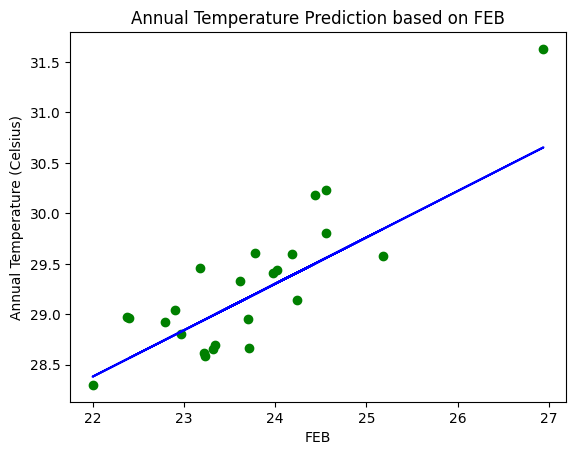 Annual Temperature Prediction based on FEB
Annual Temperature (Celsius)
31.5
31.0
30.5
30.0
29.5
29.0
28.5
22 23 24 25 26 27
FEB